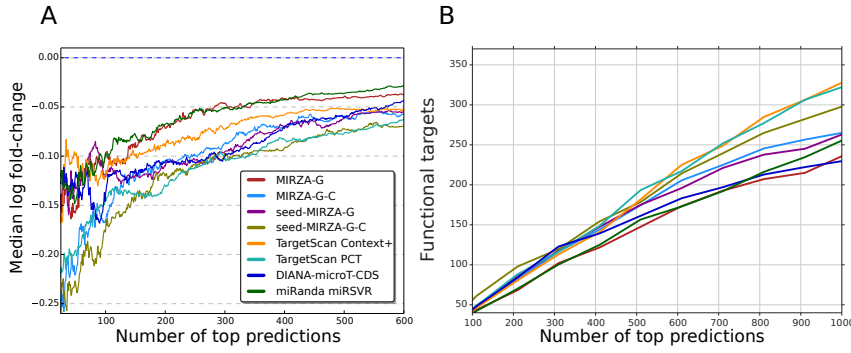 A
B
Median log fold-change
0.00
−0.05
−0.10
−0.15
−0.20
−0.25
100
200
300
400
500
600
Number of top predictions
MIRZA-G
MIRZA-G-C
seed-MIRZA-G
seed-MIRZA-G-C
TargetScan Context+
TargetScan PCT
DIANA-microT-CDS
miRanda miRSVR
Functional targets
350
300
250
200
150
100
50
100
200
300
400
500
600
700
800
900
1000
Number of top predictions